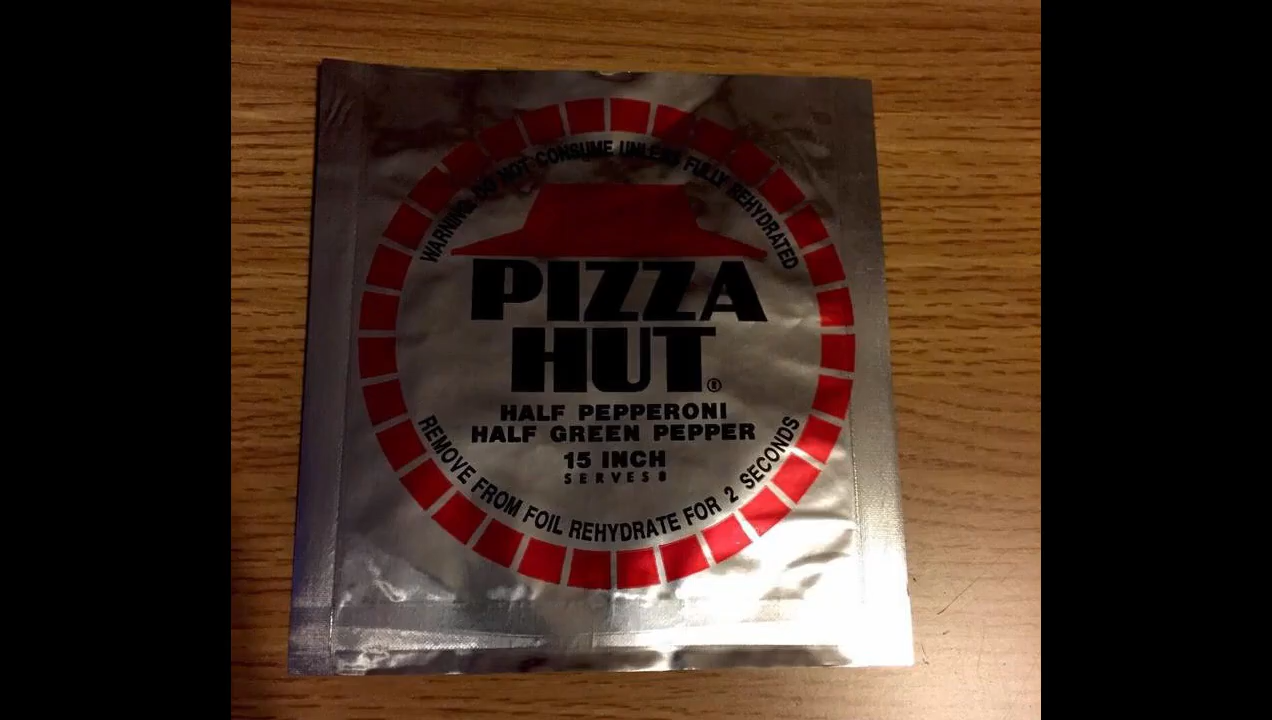 WARNING: DO NOT CONSUME UNLESS FULLY REHYDRATED
PIZZA
HUT®
HALF PEPPERONI
HALF GREEN PEPPER
15 INCH
SERVES 8
REMOVE FROM FOIL REHYDRATE FOR 2 SECONDS